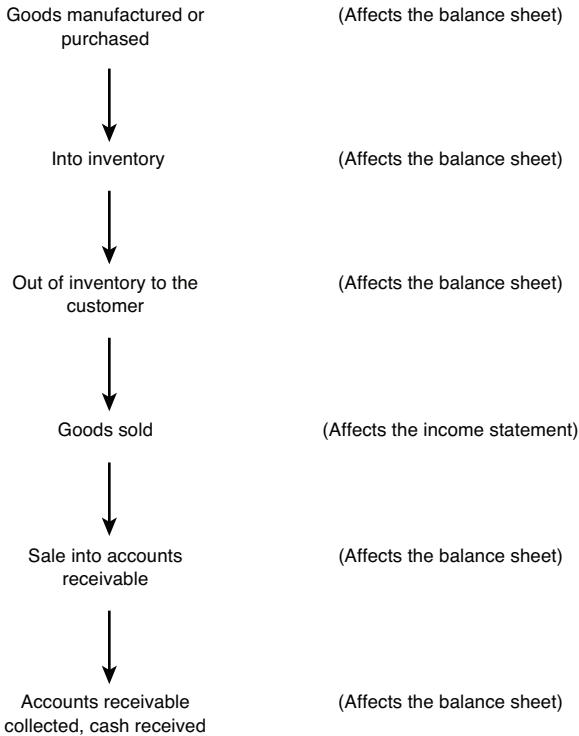 Goods manufactured or
purchased
(Affects the balance sheet)
Into inventory
(Affects the balance sheet)
Out of inventory to the
customer
(Affects the balance sheet)
Goods sold
(Affects the income statement)
Sale into accounts
receivable
(Affects the balance sheet)
Accounts receivable
collected, cash received
(Affects the balance sheet)